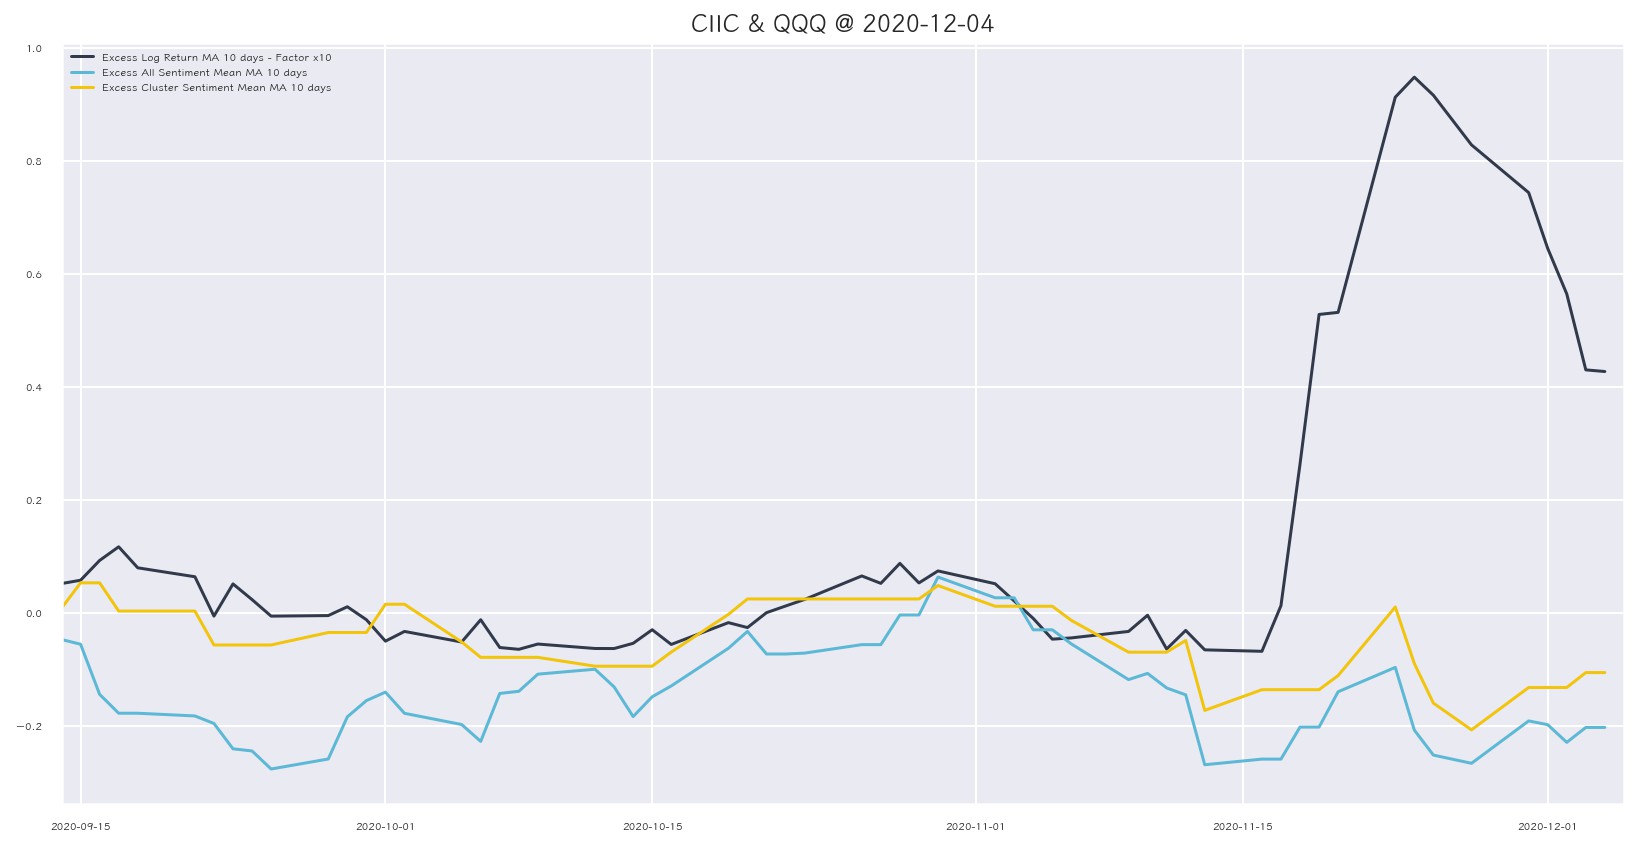 CIIC & QQQ @ 2020-12-04
1.0
Excess Log Return MA 10 days - Factor x10
Excess All Sentiment Mean MA 10 days
Excess Cluster Sentiment Mean MA 10 days
0.8
0.6
0.4
0.2
0.0
−0.2
2020-09-15 2020-10-01 2020-10-15 2020-11-01 2020-11-15 2020-12-01